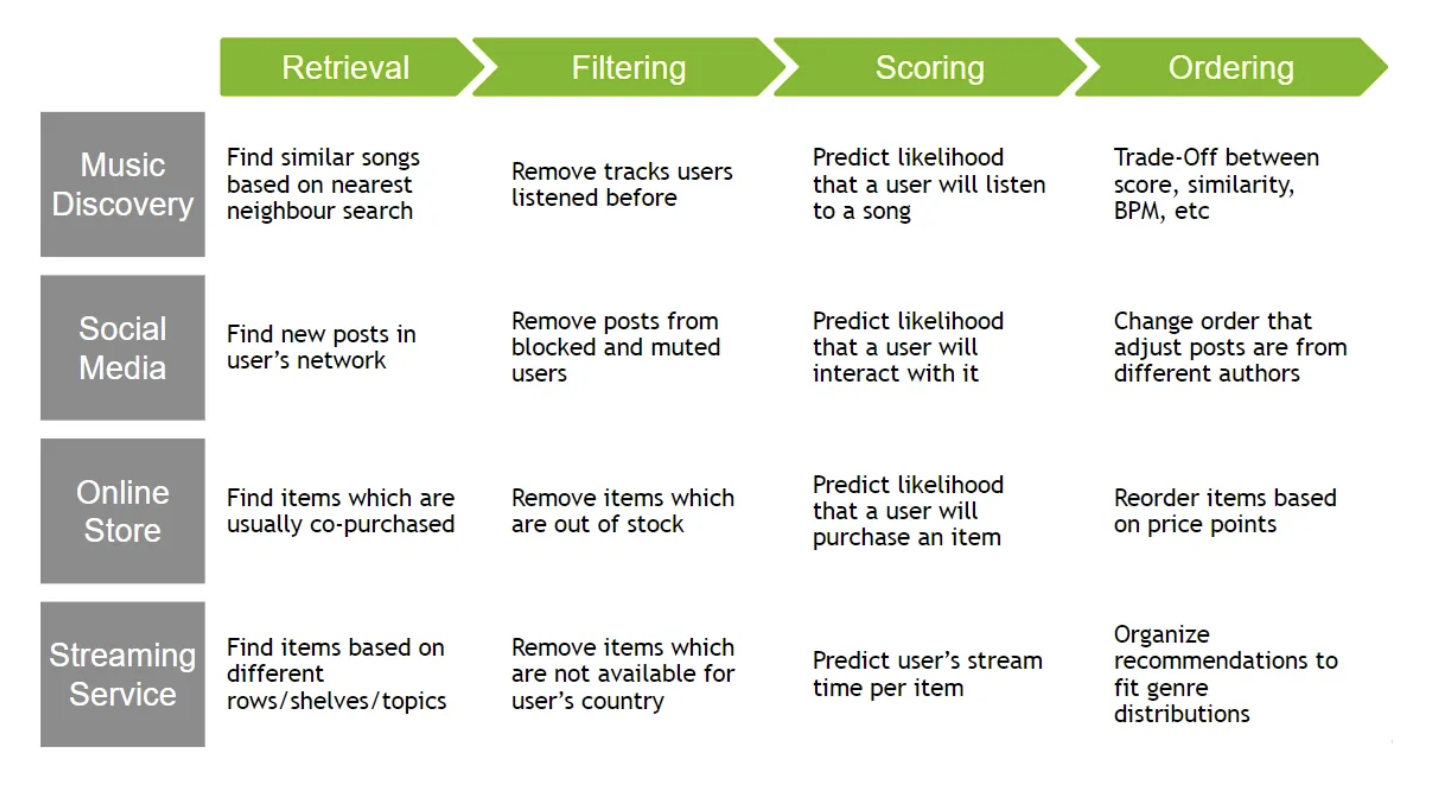 Retrieval
Filtering
Scoring
Ordering
Music
Discovery
Find similar songs
based on nearest
neighbour search
Remove tracks users
listened before
Predict likelihood
that a user will listen
to a song
Trade-Off between
score, similarity,
BPM, etc
Social
Media
Find new posts in
user’s network
Remove posts from
blocked and muted
users
Predict likelihood
that a user will
interact with it
Change order that
adjust posts are from
different authors
Online
Store
Find items which are
usually co-purchased
Remove items which
are out of stock
Predict likelihood
that a user will
purchase an item
Reorder items based
on price points
Streaming
Service
Find items based on
different
rows/shelves/topics
Remove items which
are not available for
user’s country
Predict user’s stream
time per item
Organize
recommendations to
fit genre
distributions